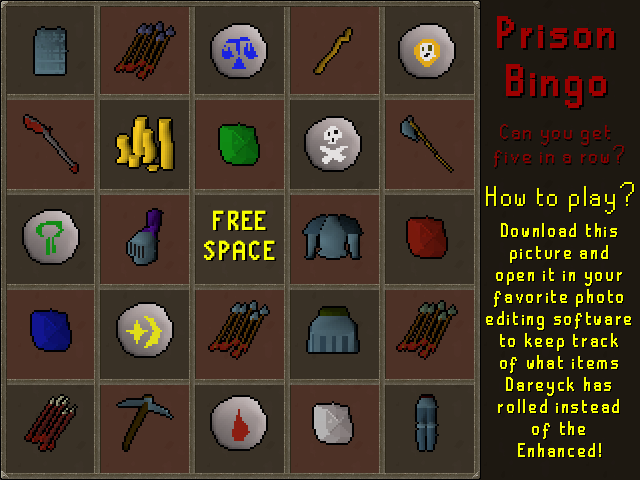 FREE
SPACE
Prison
Bingo
Can you get
five in a row?
How to play?
Download this
picture and
open it in your
favorite photo
editing software
to keep track
of what items
Dareyck has
rolled instead
of the
Enhanced!